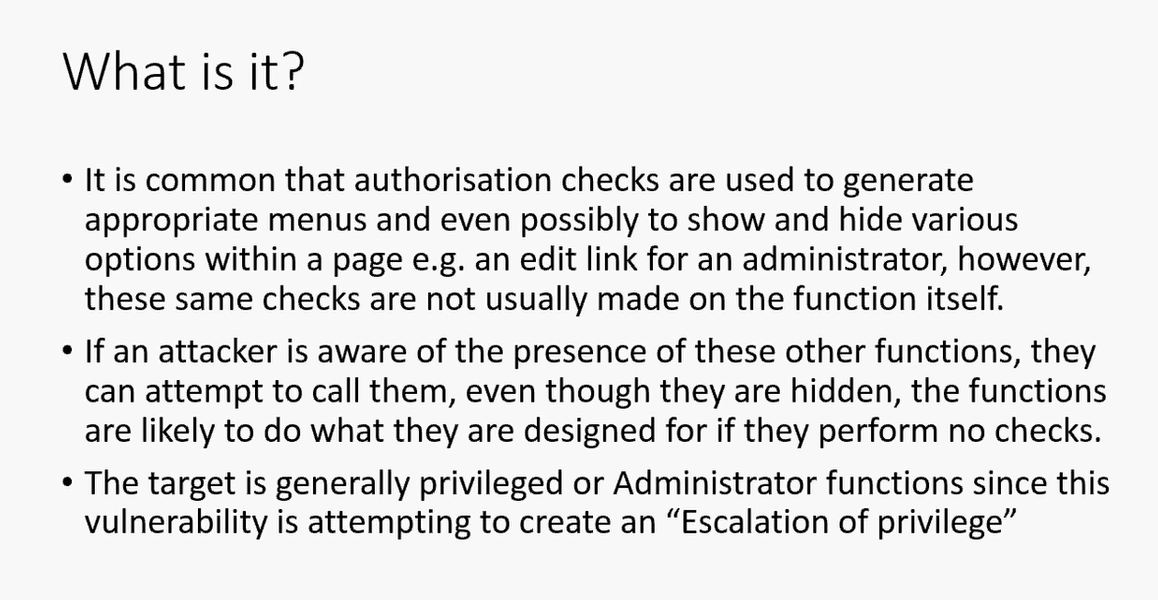 What is it?
• It is common that authorisation checks are used to generate
appropriate menus and even possibly to show and hide various
options within a page e.g. an edit link for an administrator, however,
these same checks are not usually made on the function itself.
• If an attacker is aware of the presence of these other functions, they
can attempt to call them, even though they are hidden, the functions
are likely to do what they are designed for if they perform no checks.
• The target is generally privileged or Administrator functions since this
vulnerability is attempting to create an “Escalation of privilege”